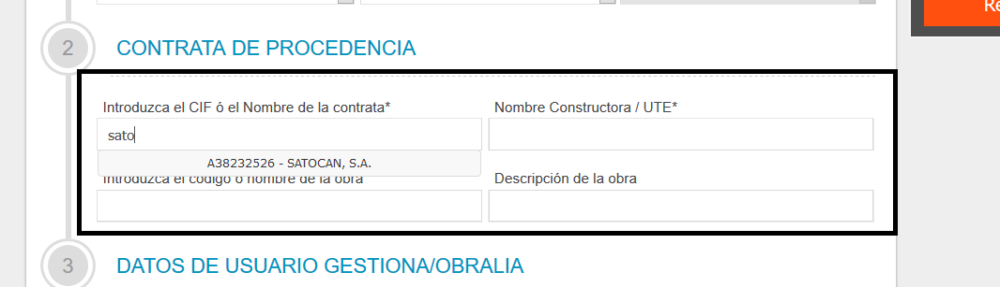 Re
2 CONTRATA DE PROCEDENCIA
Introduzca el CIF ó el Nombre de la contrata* Nombre Constructora / UTE*
sato
A38232526 - SATOCAN, S.A.
Introduzca el código o nombre de la obra Descripción de la obra
3 DATOS DE USUARIO GESTIONA/OBRALIA